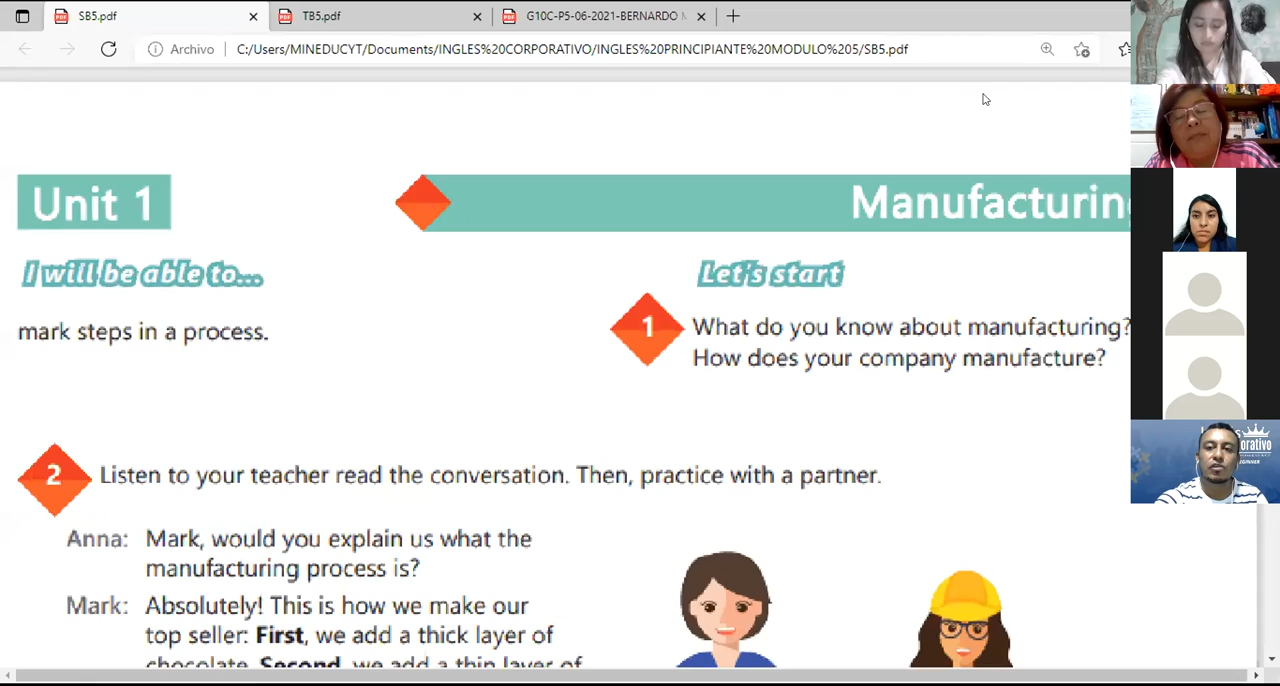 SB5.pdf
TB5.pdf
G10C-P5-06-2021-BERNARDO
Archivo
C:/Users/MINEDUCYT/Documents/INGLES%20CORPORATIVO/INGLES%20PRINCIPIANTE%20MODULO%205/SB5.pdf
Unit 1
Manufacturin
I will be able to...
Let's start
mark steps in a process.
1
What do you know about manufacturing?
How does your company manufacture?
2
Listen to your teacher read the conversation. Then, practice with a partner.
Anna: Mark, would you explain us what the
manufacturing process is?
Mark: Absolutely! This is how we make our
top seller: First, we add a thick layer of
chocolate. Second, we add a thin layer of
orativo